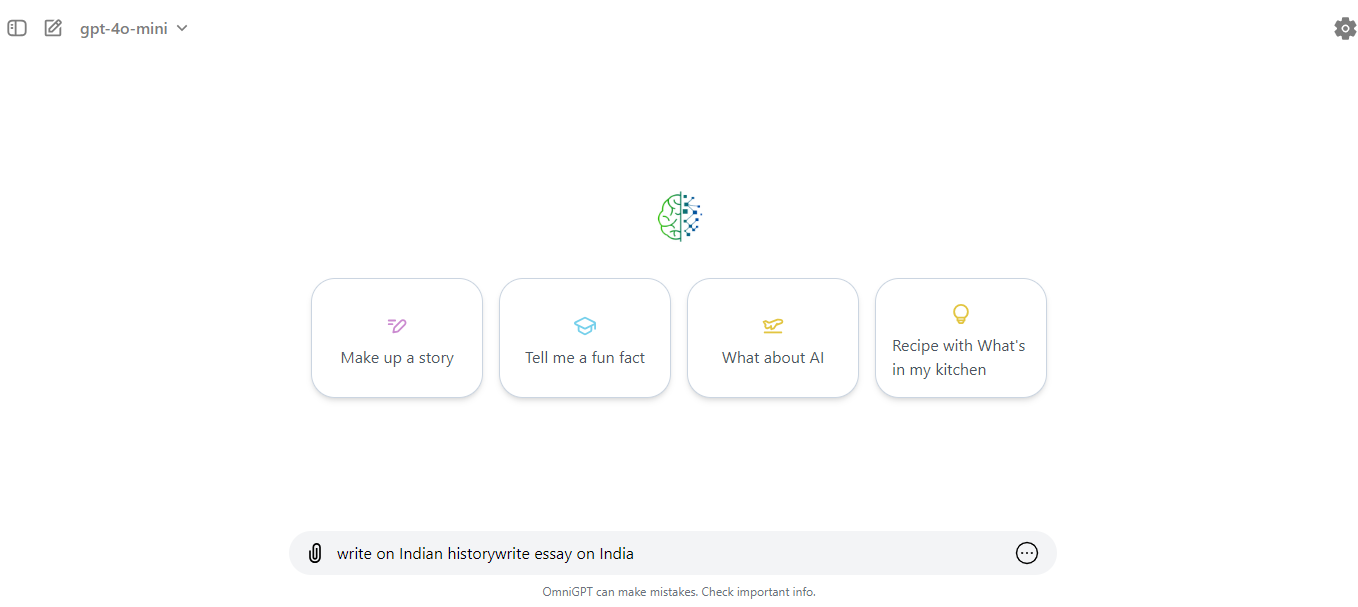 gpt-4o-mini
Make up a story
Tell me a fun fact
What about AI
Recipe with What's
in my kitchen
write on Indian historywrite essay on India
OmniGPT can make mistakes. Check important info.